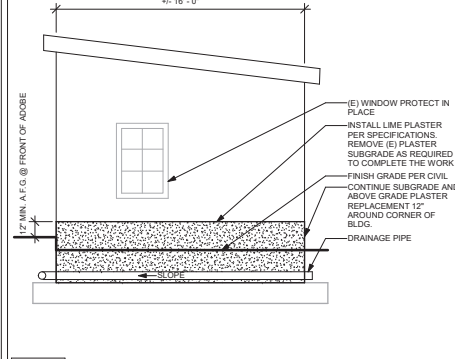 +/- 16' - 0"
12" MIN. A.F.G. @ FRONT OF ADOBE
(E) WINDOW PROTECT IN
PLACE
INSTALL LIME PLASTER
PER SPECIFICATIONS.
REMOVE (E) PLASTER
SUBGRADE AS REQUIRED
TO COMPLETE THE WORK
FINISH GRADE PER CIVIL
CONTINUE SUBGRADE AND
ABOVE GRADE PLASTER
REPLACEMENT 12"
AROUND CORNER OF
BLDG.
DRAINAGE PIPE
SLOPE